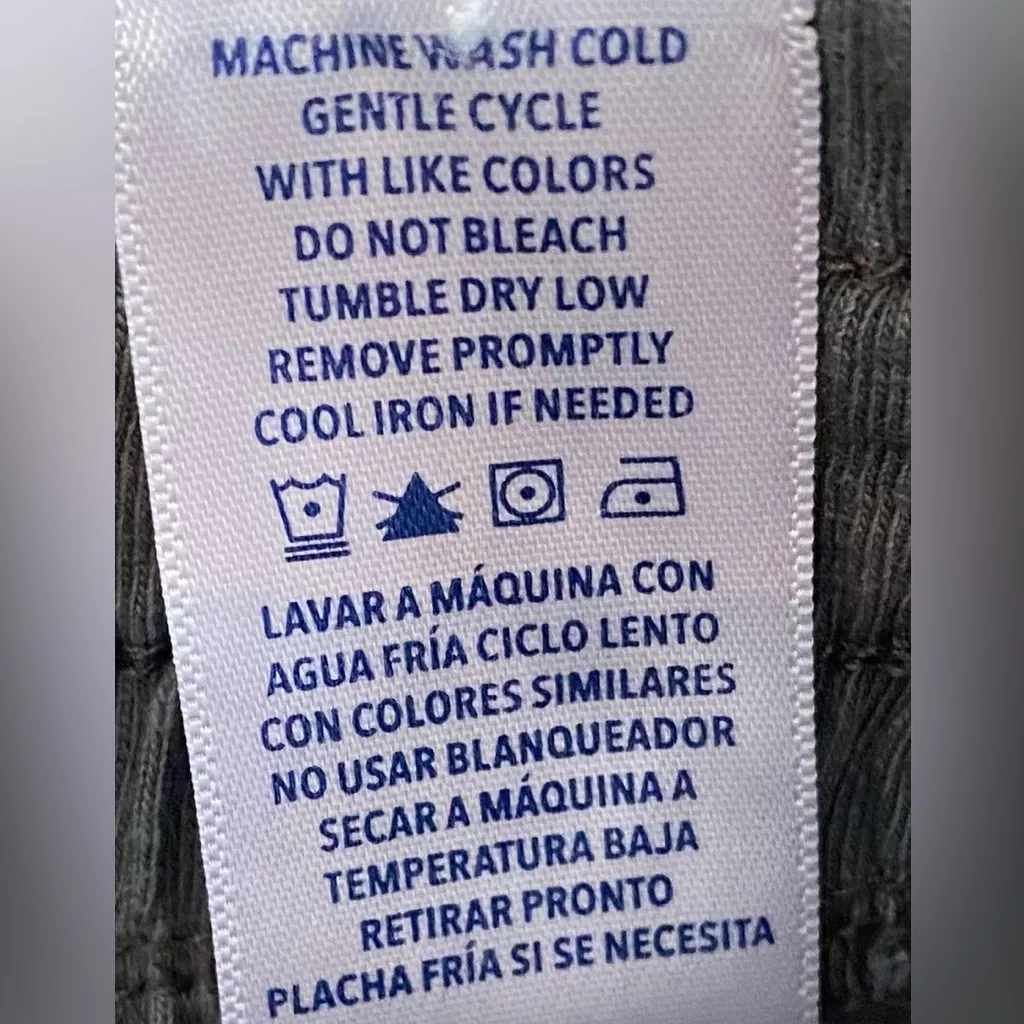 MACHINE WASH COLD
GENTLE CYCLE
WITH LIKE COLORS
DO NOT BLEACH
TUMBLE DRY LOW
REMOVE PROMPTLY
COOL IRON IF NEEDED
LAVAR A MÁQUINA CON
AGUA FRÍA CICLO LENTO
CON COLORES SIMILARES
NO USAR BLANQUEADOR
SECAR A MÁQUINA A
TEMPERATURA BAJA
RETIRAR PRONTO
PLACHA FRÍA SI SE NECESITA